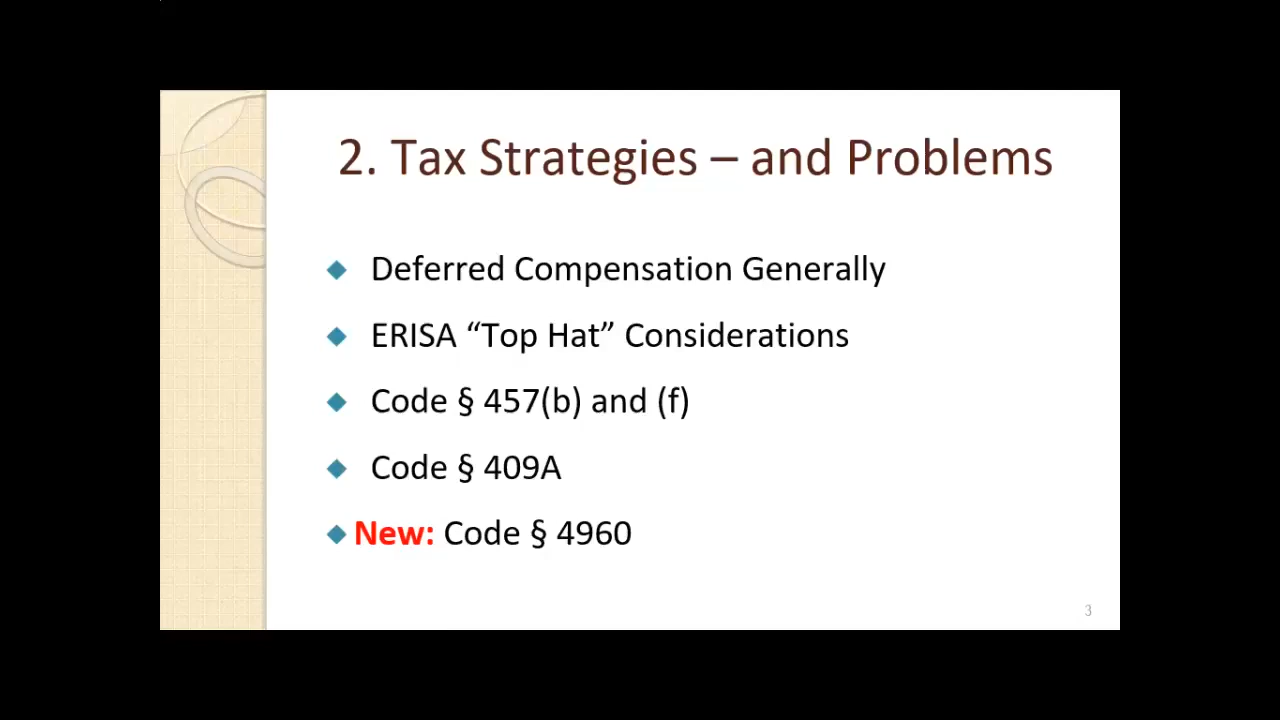 2. Tax Strategies – and Problems
Deferred Compensation Generally
ERISA “Top Hat” Considerations
Code § 457(b) and (f)
Code § 409A
New: Code § 4960
3